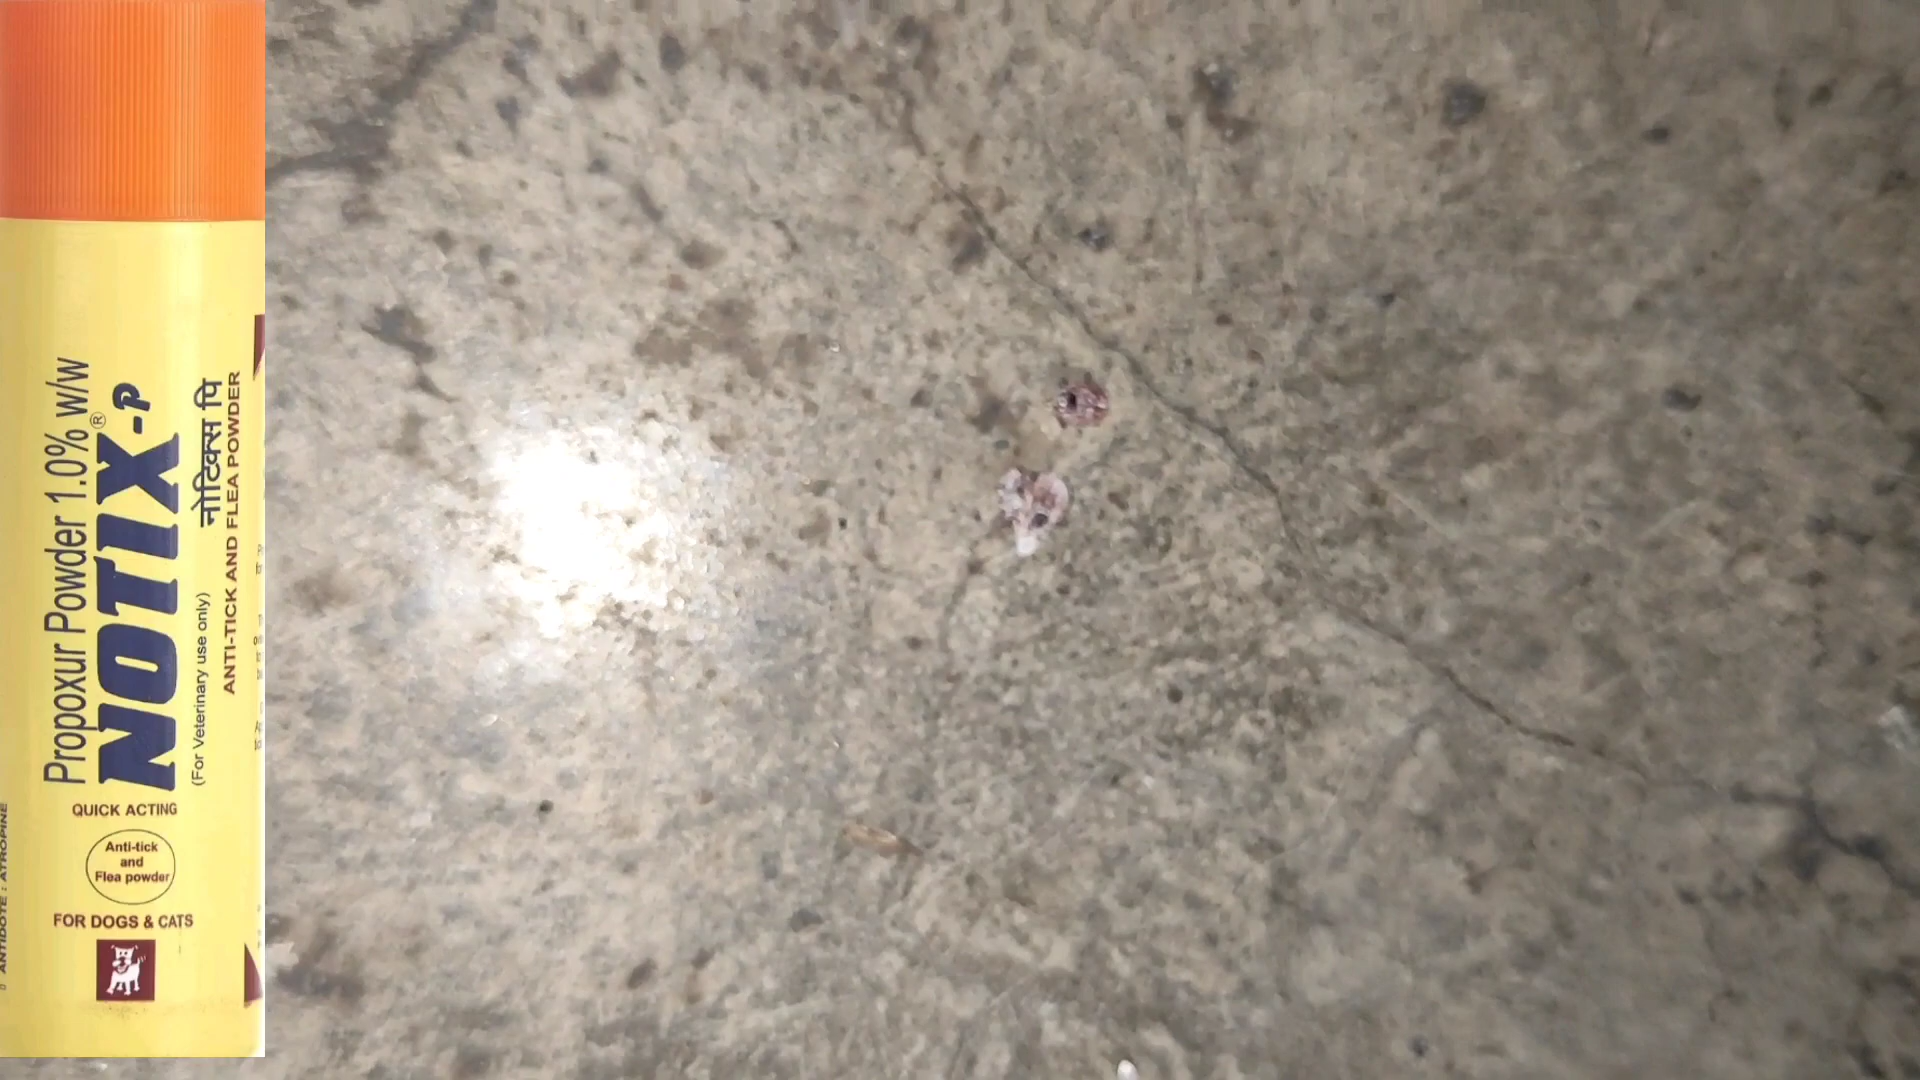 Propoxur Powder 1.0% w/w
NOTIX-P®
नोटिक्स पि
(For Veterinary use only)
ANTI-TICK AND FLEA POWDER
QUICK ACTING
Anti-tick
and
Flea powder
FOR DOGS & CATS
ANTIDOTE : ATROPINE